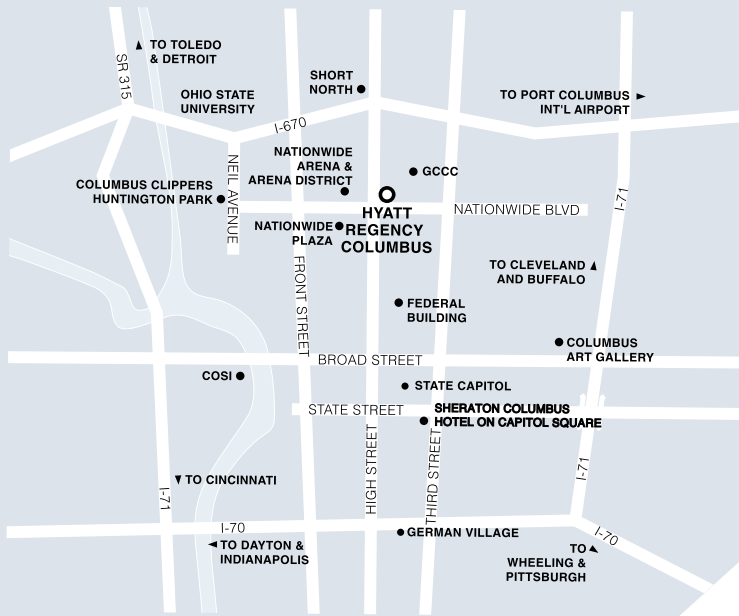 TO TOLEDO
& DETROIT
SR 315
SHORT
NORTH
OHIO STATE
UNIVERSITY
TO PORT COLUMBUS
INT'L AIRPORT
I-670
NATIONWIDE
ARENA &
ARENA DISTRICT
GCCC
COLUMBUS CLIPPERS
HUNTINGTON PARK
NEIL AVENUE
I-71
HYATT
REGENCY
COLUMBUS
NATIONWIDE BLVD
NATIONWIDE
PLAZA
FRONT STREET
TO CLEVELAND
AND BUFFALO
FEDERAL
BUILDING
COLUMBUS
ART GALLERY
BROAD STREET
COSI
STATE CAPITOL
STATE STREET
SHERATON COLUMBUS
HOTEL ON CAPITOL SQUARE
HIGH STREET
THIRD STREET
I-71
TO CINCINNATI
I-71
I-70
GERMAN VILLAGE
I-70
TO DAYTON &
INDIANAPOLIS
TO
WHEELING &
PITTSBURGH